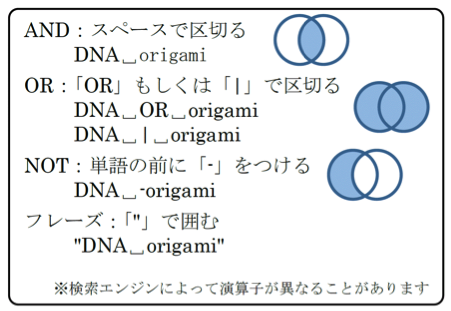 AND：スペースで区切る
DNA␣origami
OR：「OR」もしくは「|」で区切る
DNA␣OR␣origami
DNA␣|␣origami
NOT：単語の前に「-」をつける
DNA␣-origami
フレーズ：「"」で囲む
"DNA␣origami"
※検索エンジンによって演算子が異なることがあります